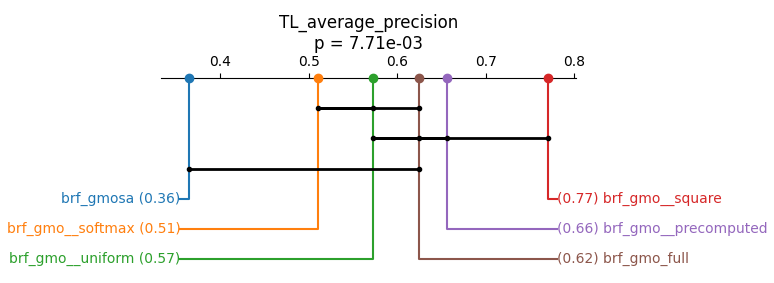 TL_average_precision
p = 7.71e-03
0.4 0.5 0.6 0.7 0.8
brf_gmosa (0.36) (0.77) brf_gmo__square
brf_gmo__softmax (0.51) (0.66) brf_gmo__precomputed
brf_gmo__uniform (0.57) (0.62) brf_gmo_full